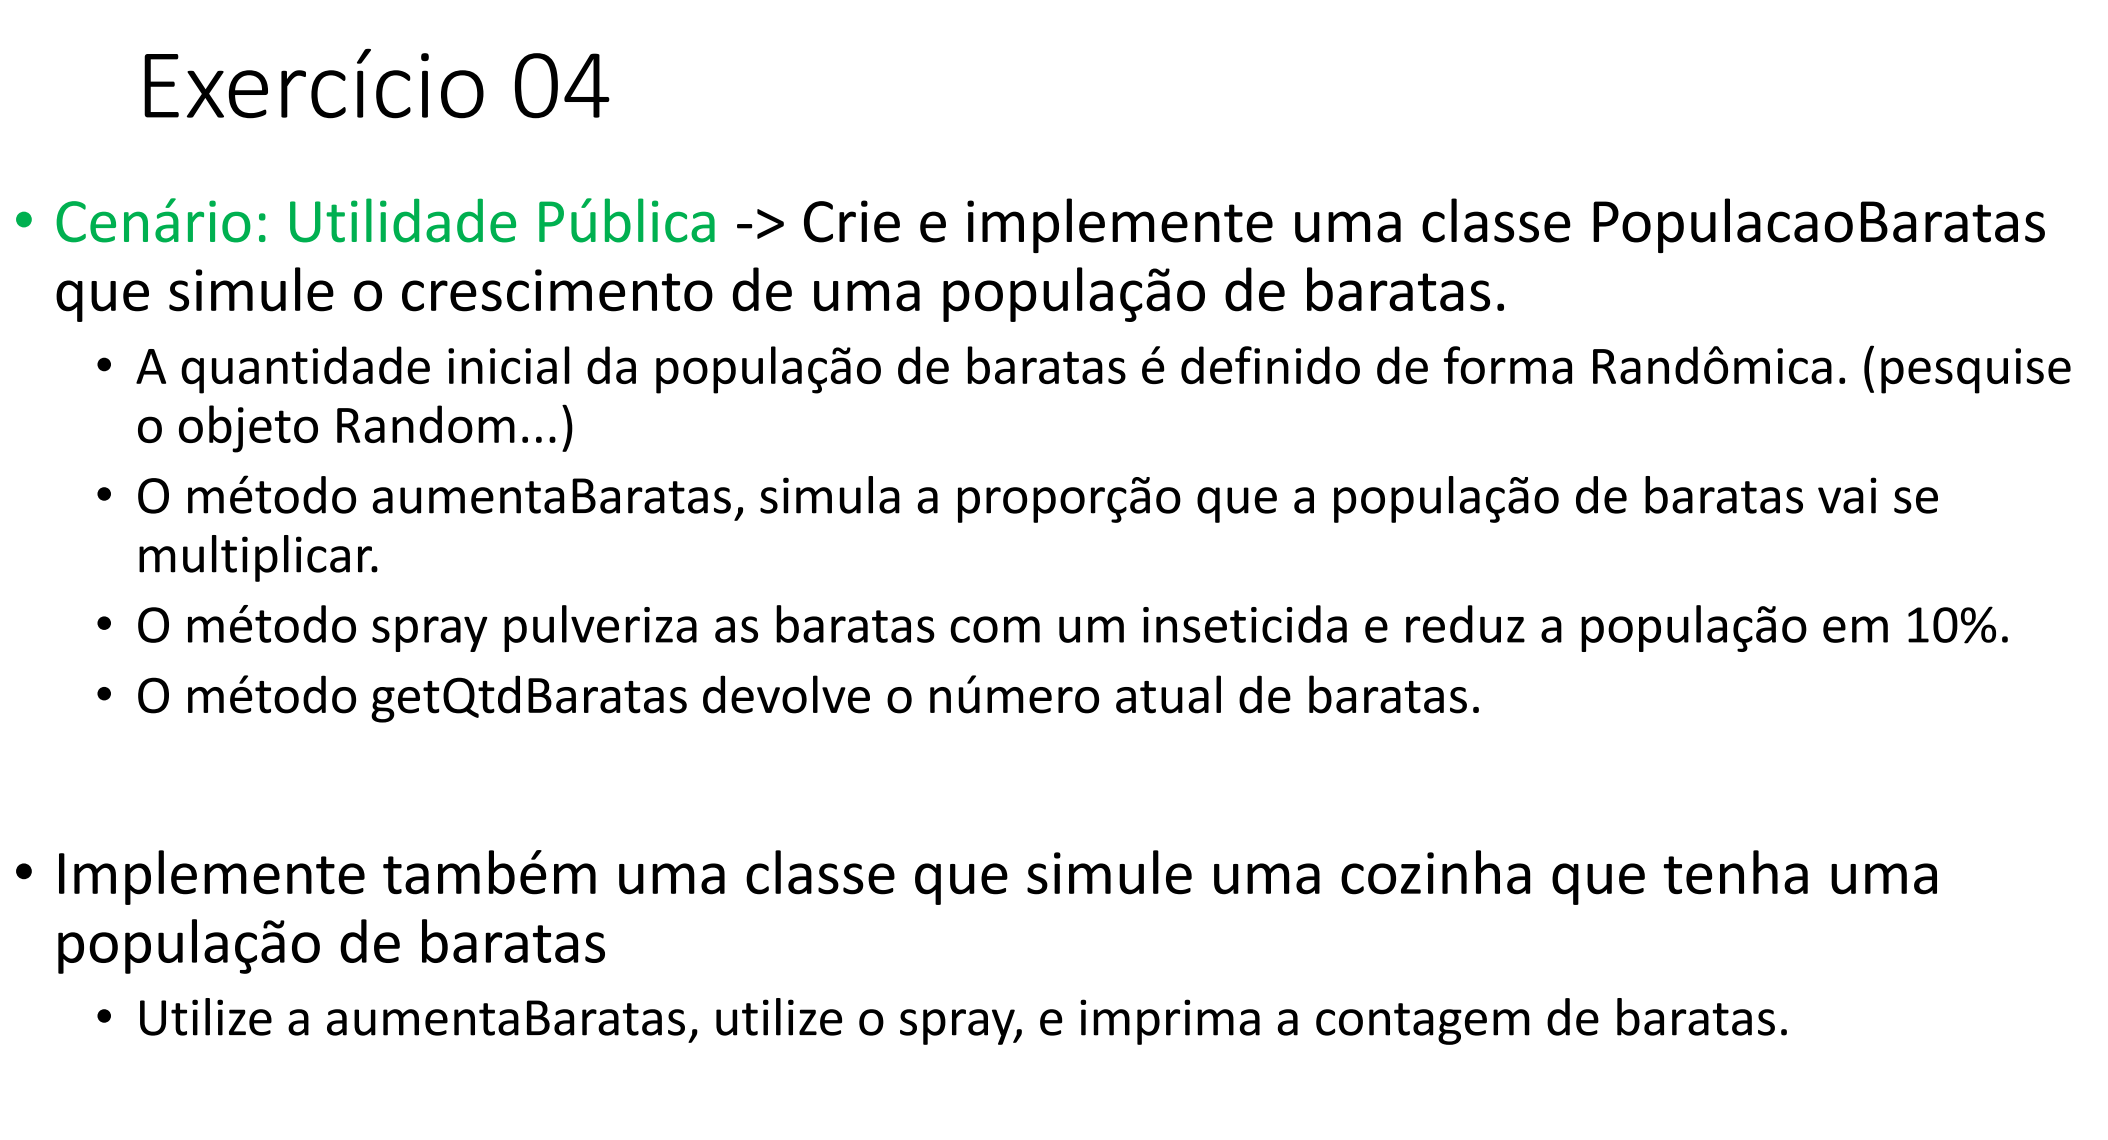 Exercício 04
• Cenário: Utilidade Pública -> Crie e implemente uma classe PopulacaoBaratas
que simule o crescimento de uma população de baratas.
• A quantidade inicial da população de baratas é definido de forma Randômica. (pesquise
o objeto Random...)
• O método aumentaBaratas, simula a proporção que a população de baratas vai se
multiplicar.
• O método spray pulveriza as baratas com um inseticida e reduz a população em 10%.
• O método getQtdBaratas devolve o número atual de baratas.
• Implemente também uma classe que simule uma cozinha que tenha uma
população de baratas
• Utilize a aumentaBaratas, utilize o spray, e imprima a contagem de baratas.